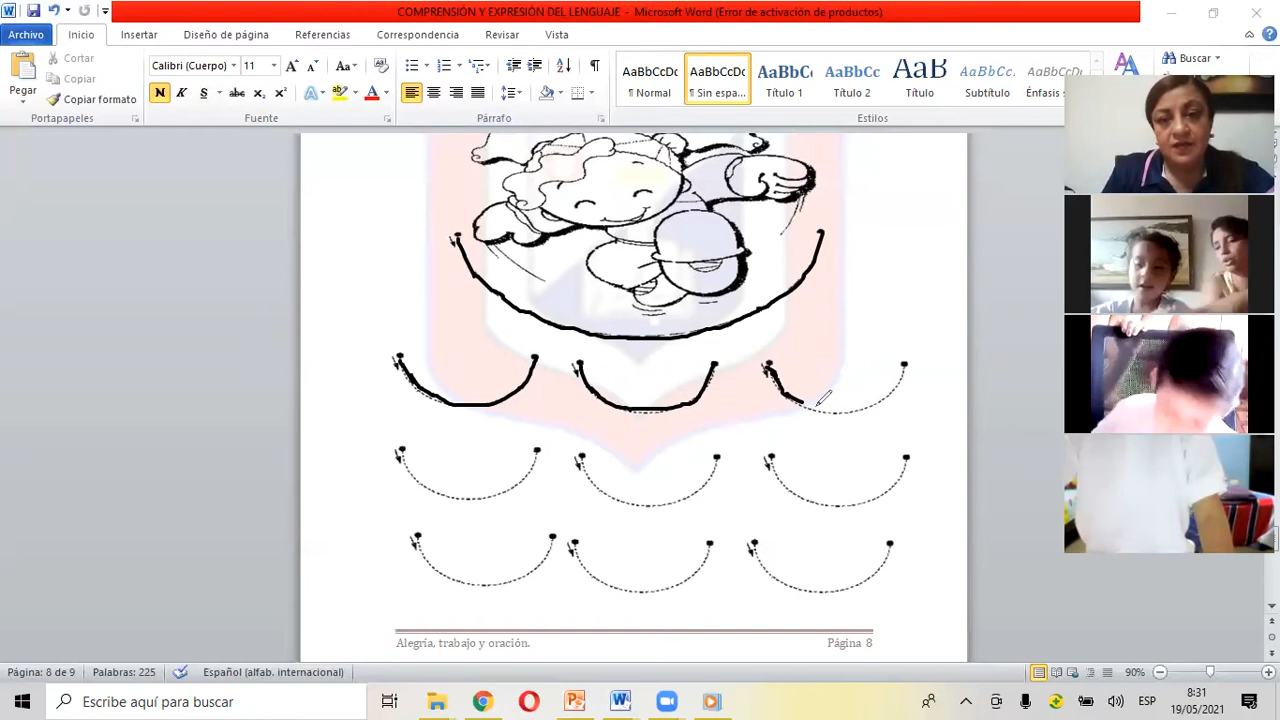 COMPRENSIÓN Y EXPRESIÓN DEL LENGUAJE - Microsoft Word (Error de activación de productos)
Archivo Inicio Insertar Diseño de página Referencias Correspondencia Revisar Vista
Pegar
Cortar
Copiar
Copiar formato
Portapapeles
Calibri (Cuerpo) 11
Fuente
Párrafo
AaBbCcDc
¶ Normal
AaBbCcDc
¶ Sin espa...
AaBbC
Título 1
AaBbCc
Título 2
AaB
Título
AaBbCc.
Subtítulo
AaBbCcDc
Énfasis
Estilos
Buscar
Alegría, trabajo y oración. Página 8
Página: 8 de 9 Palabras: 225 Español (alfab. internacional) 90%
Escribe aquí para buscar
ESP
8:31
19/05/2021